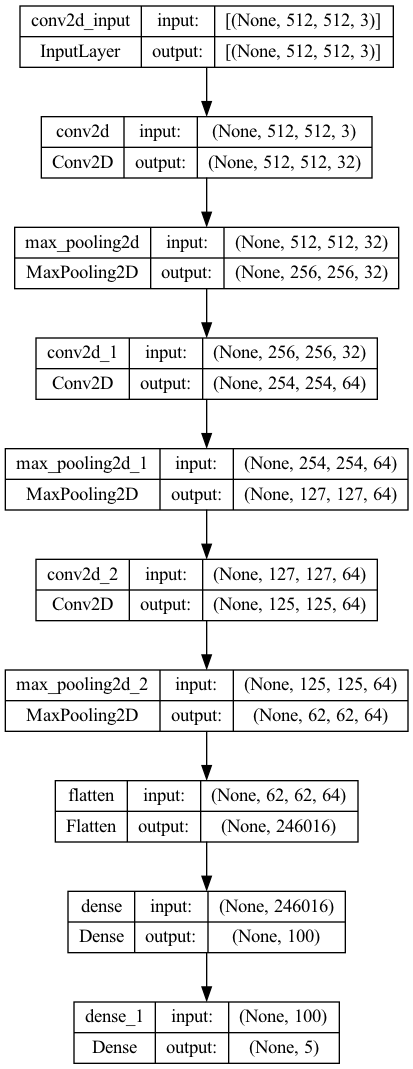 conv2d_input input: [(None, 512, 512, 3)]
InputLayer output: [(None, 512, 512, 3)]
conv2d input: (None, 512, 512, 3)
Conv2D output: (None, 512, 512, 32)
max_pooling2d input: (None, 512, 512, 32)
MaxPooling2D output: (None, 256, 256, 32)
conv2d_1 input: (None, 256, 256, 32)
Conv2D output: (None, 254, 254, 64)
max_pooling2d_1 input: (None, 254, 254, 64)
MaxPooling2D output: (None, 127, 127, 64)
conv2d_2 input: (None, 127, 127, 64)
Conv2D output: (None, 125, 125, 64)
max_pooling2d_2 input: (None, 125, 125, 64)
MaxPooling2D output: (None, 62, 62, 64)
flatten input: (None, 62, 62, 64)
Flatten output: (None, 246016)
dense input: (None, 246016)
Dense output: (None, 100)
dense_1 input: (None, 100)
Dense output: (None, 5)